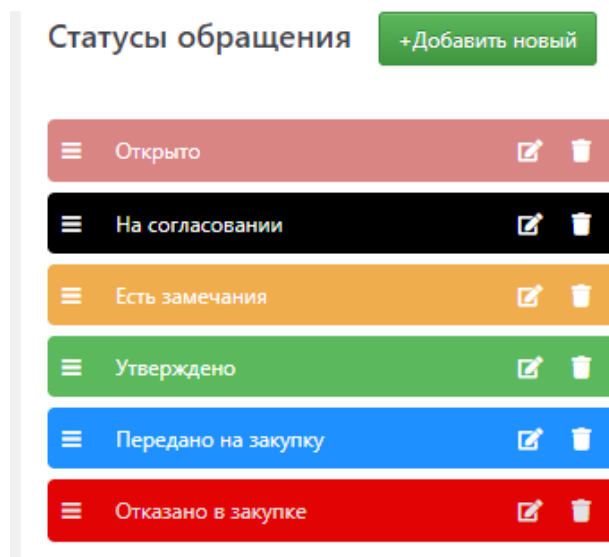 Статусы обращения +Добавить новый
Открыто
На согласовании
Есть замечания
Утверждено
Передано на закупку
Отказано в закупке